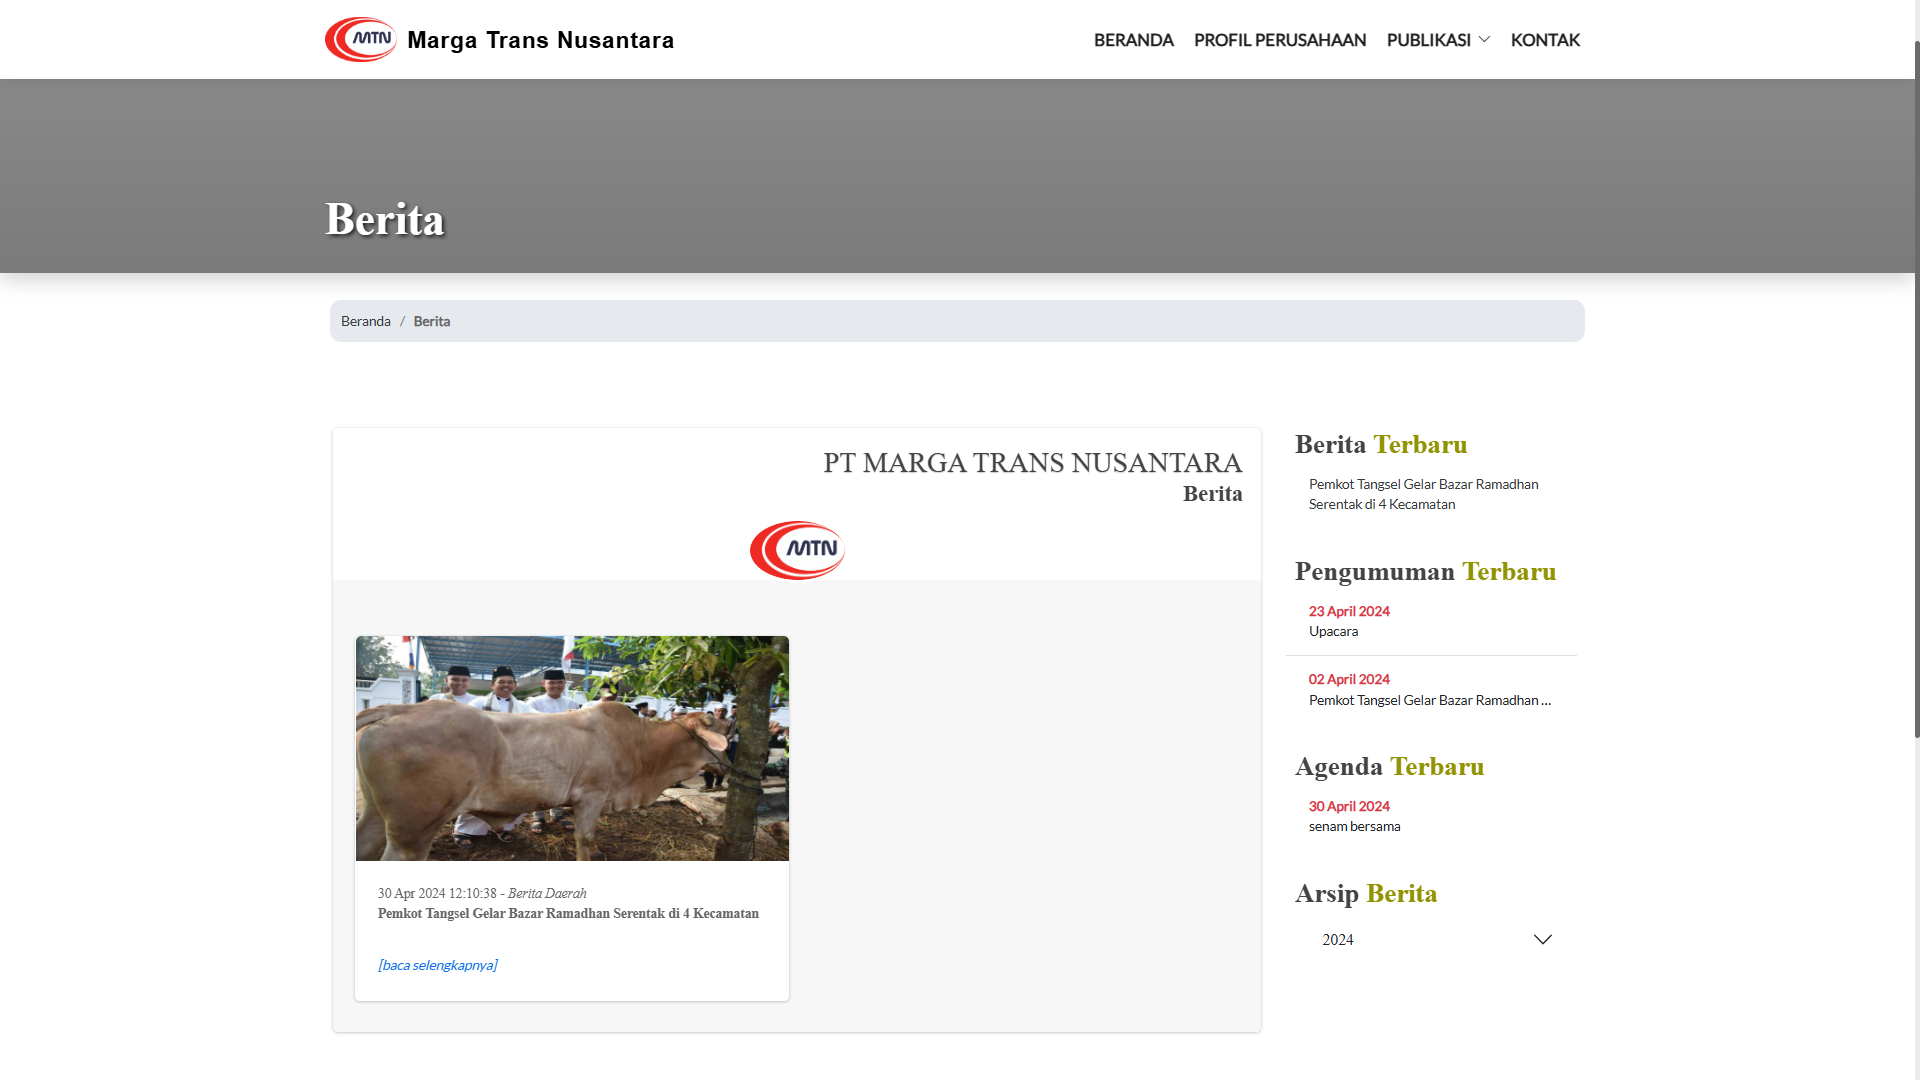 MTN Marga Trans Nusantara
BERANDA PROFIL PERUSAHAAN PUBLIKASI KONTAK
Berita
Beranda / Berita
PT MARGA TRANS NUSANTARA
Berita
MTN
30 Apr 2024 12:10:38 - Berita Daerah
Pemkot Tangsel Gelar Bazar Ramadhan Serentak di 4 Kecamatan
[baca selengkapnya]
Berita Terbaru
Pemkot Tangsel Gelar Bazar Ramadhan
Serentak di 4 Kecamatan
Pengumuman Terbaru
23 April 2024
Upacara
02 April 2024
Pemkot Tangsel Gelar Bazar Ramadhan ...
Agenda Terbaru
30 April 2024
senam bersama
Arsip Berita
2024